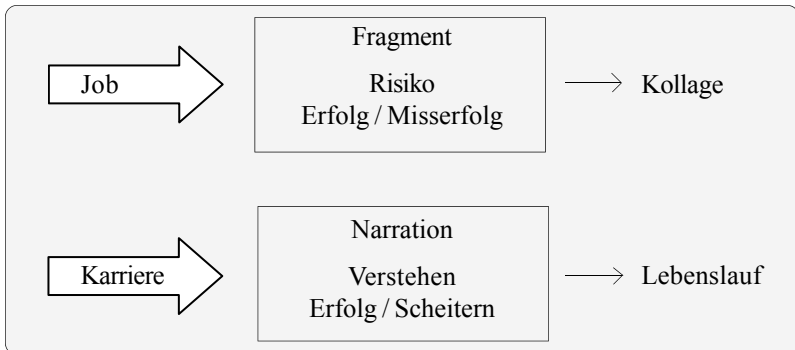 Fragment
Job
Risiko
Kollage
Erfolg / Misserfolg
Narration
Karriere
Verstehen
Lebenslauf
Erfolg / Scheitern